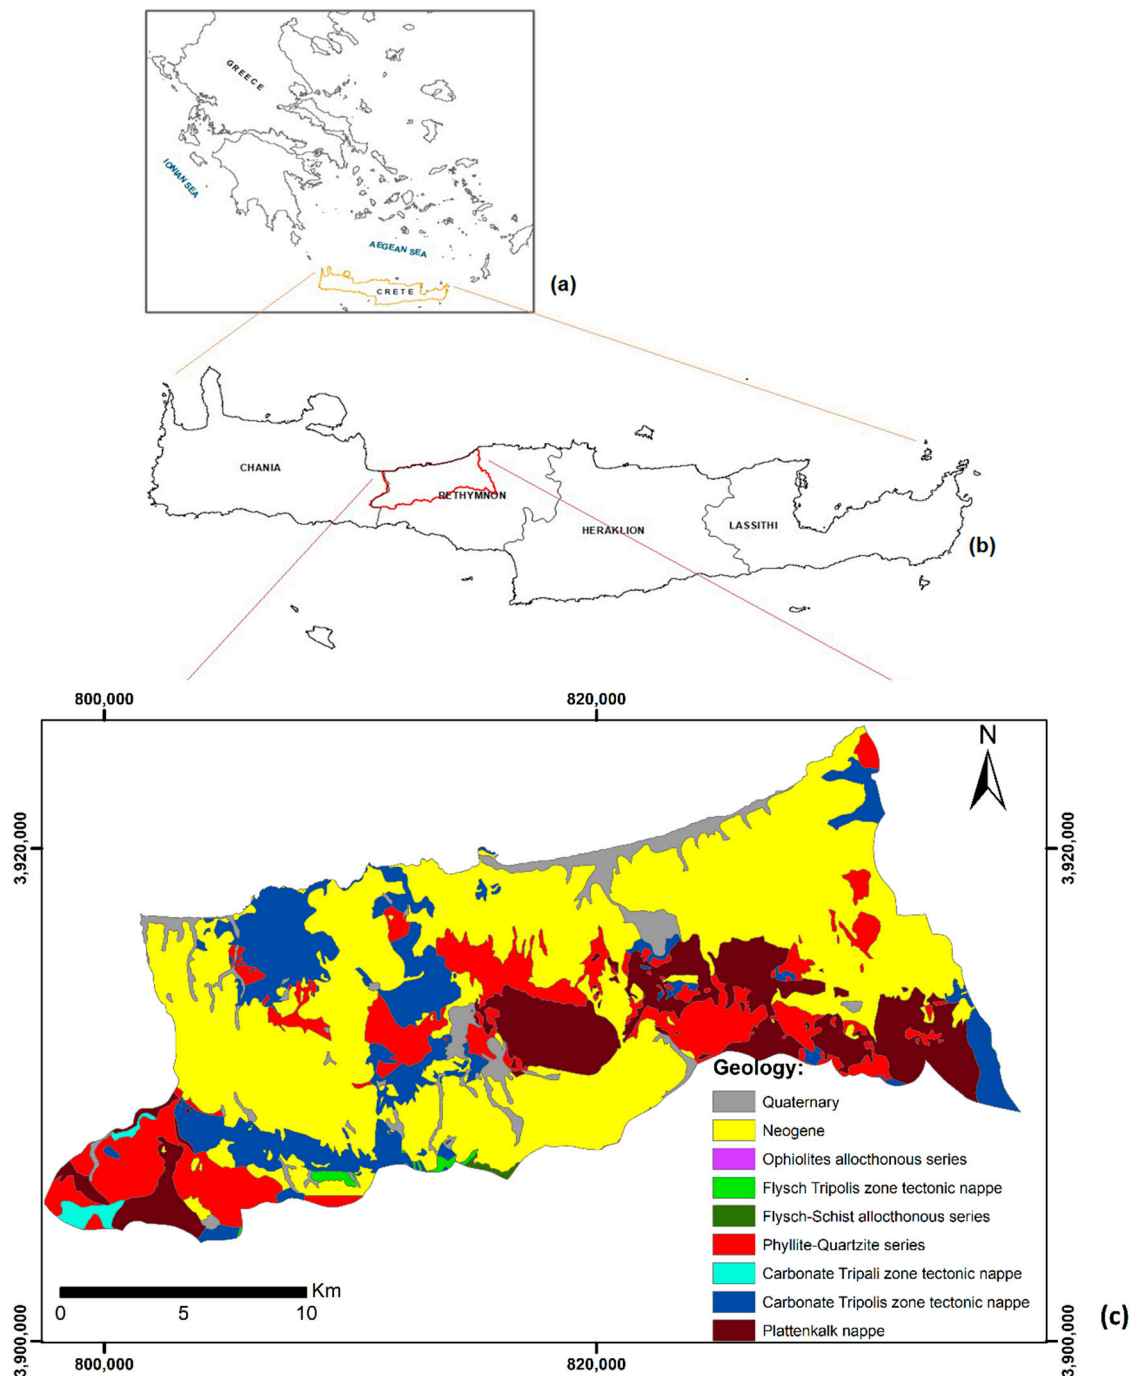 GREECE
IONIAN SEA
AEGEAN SEA
CRETE
(a)
CHANIA
RETHYMNON
HERAKLION
LASSITHI
(b)
800,000
820,000
N
3,920,000
3,920,000
Geology:
Quaternary
Neogene
Ophiolites allocthonous series
Flysch Tripolis zone tectonic nappe
Flysch-Schist allocthonous series
Phyllite-Quartzite series
Carbonate Tripali zone tectonic nappe
Carbonate Tripolis zone tectonic nappe
Plattenkalk nappe
Km
0 5 10
(c)
3,900,000
3,900,000
800,000
820,000